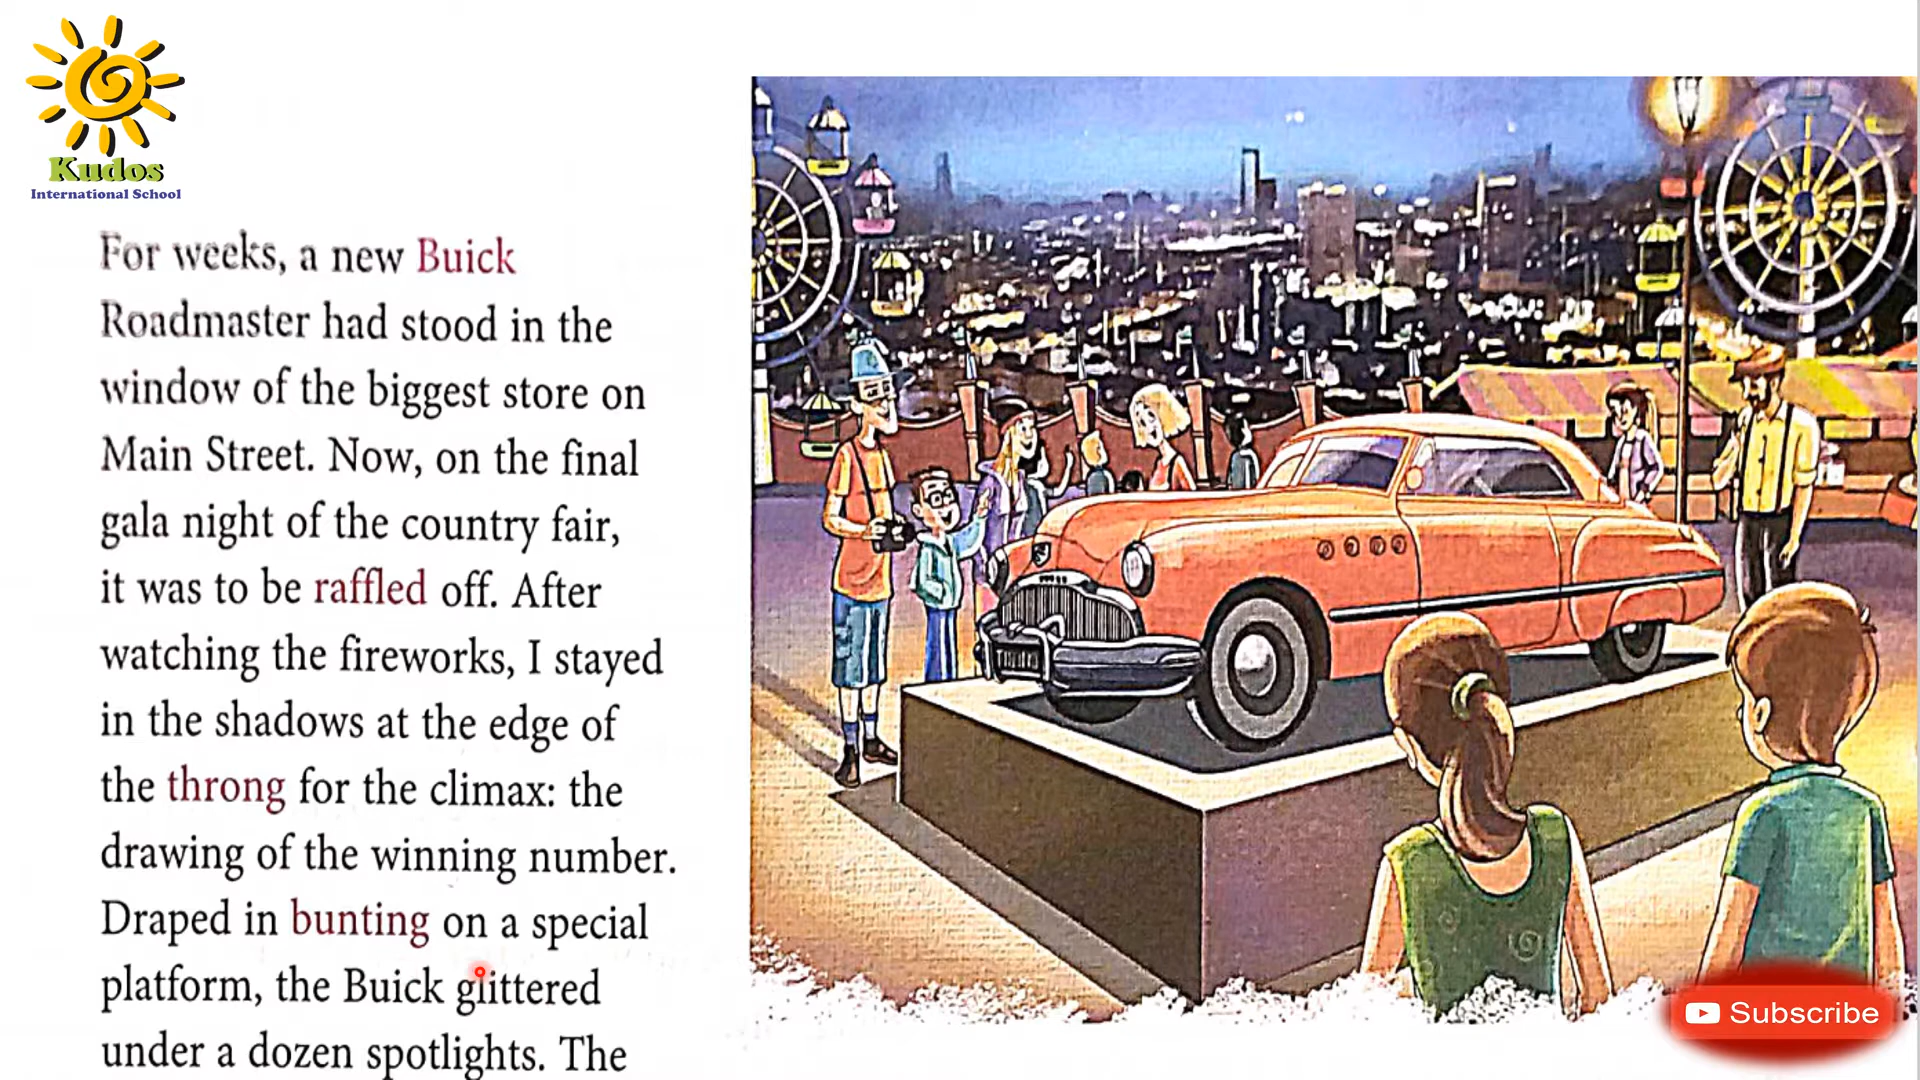 Kudos
International School
For weeks, a new Buick
Roadmaster had stood in the
window of the biggest store on
Main Street. Now, on the final
gala night of the country fair,
it was to be raffled off. After
watching the fireworks, I stayed
in the shadows at the edge of
the throng for the climax: the
drawing of the winning number.
Draped in bunting on a special
platform, the Buick glittered
under a dozen spotlights. The
Subscribe